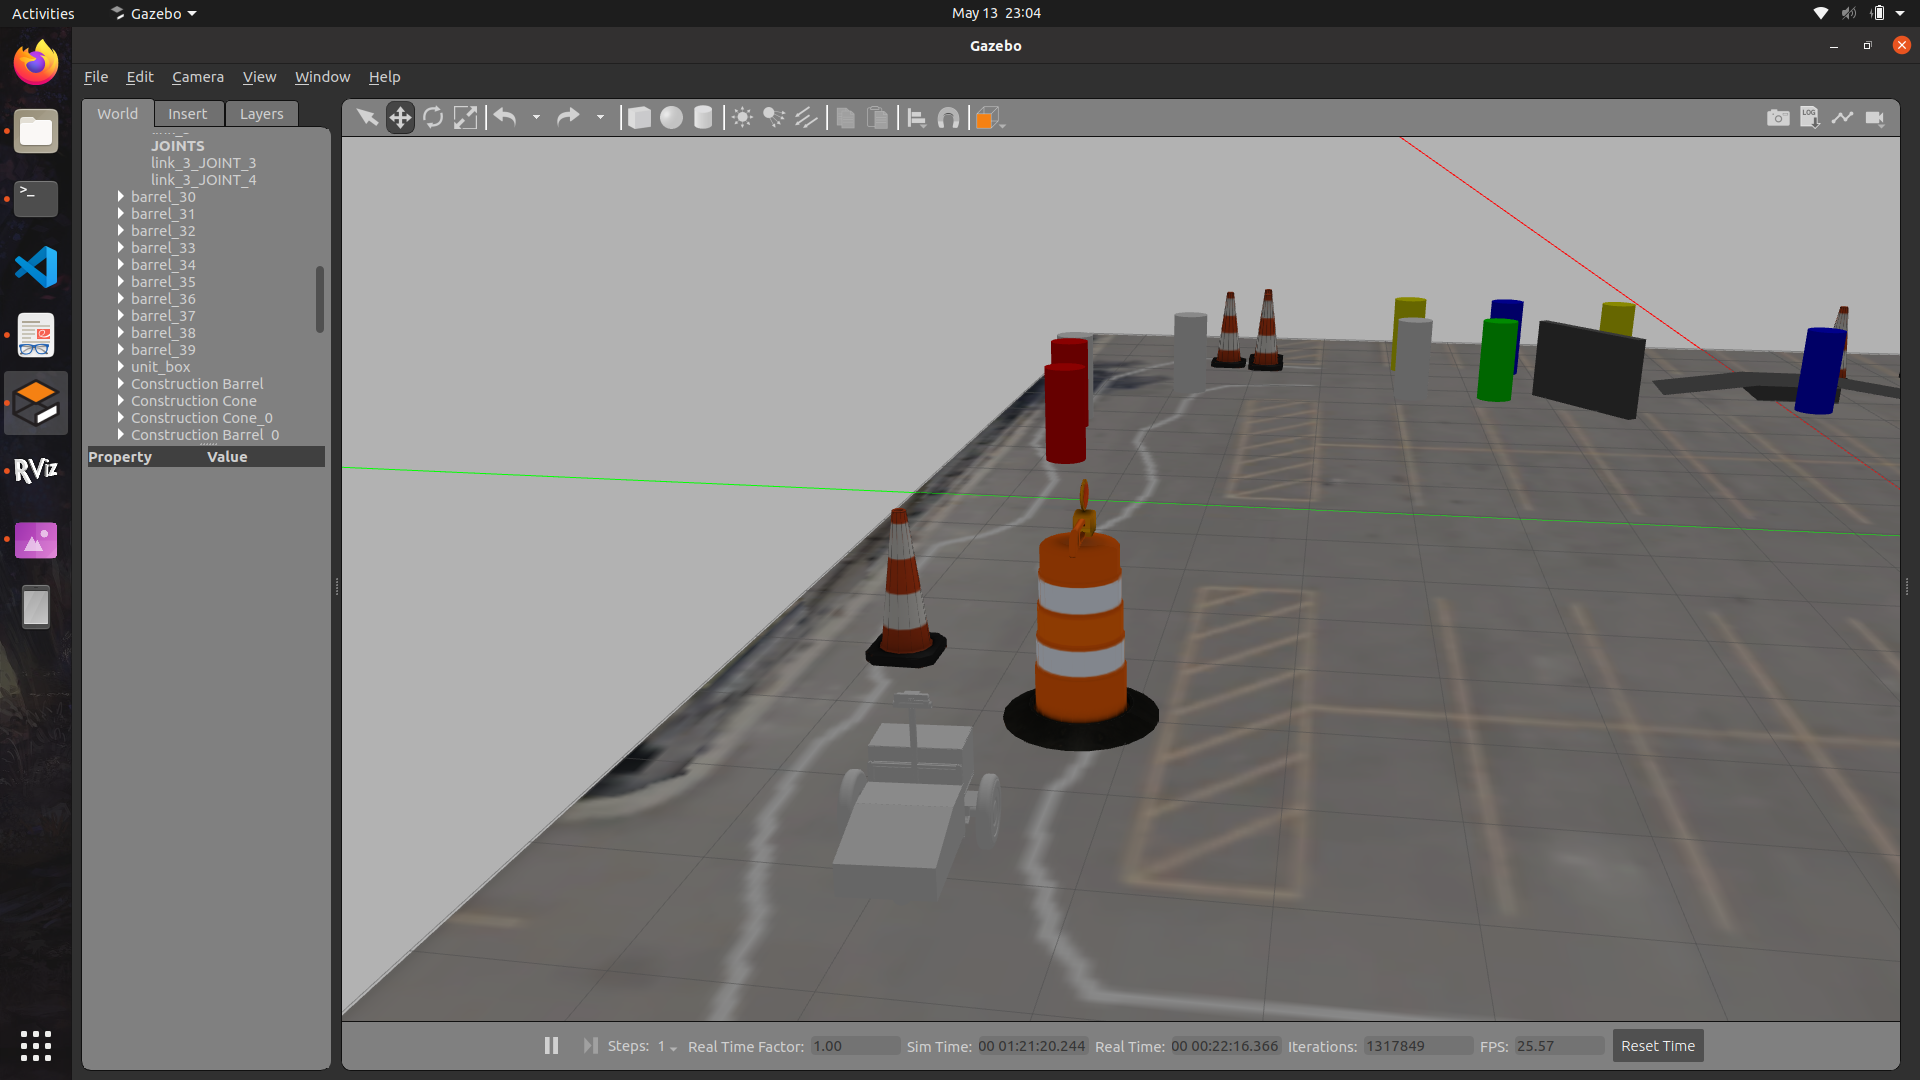 Activities
Gazebo
May 13 23:04
Gazebo
File Edit Camera View Window Help
World Insert Layers
LOG
JOINTS
link_3_JOINT_3
link_3_JOINT_4
barrel_30
barrel_31
barrel_32
barrel_33
barrel_34
barrel_35
barrel_36
barrel_37
barrel_38
barrel_39
unit_box
Construction Barrel
Construction Cone
Construction Cone_0
Construction Barrel_0
Property Value
RViz
Steps: 1 Real Time Factor: 1.00 Sim Time: 00 01:21:20.244 Real Time: 00 00:22:16.366 Iterations: 1317849 FPS: 25.57 Reset Time